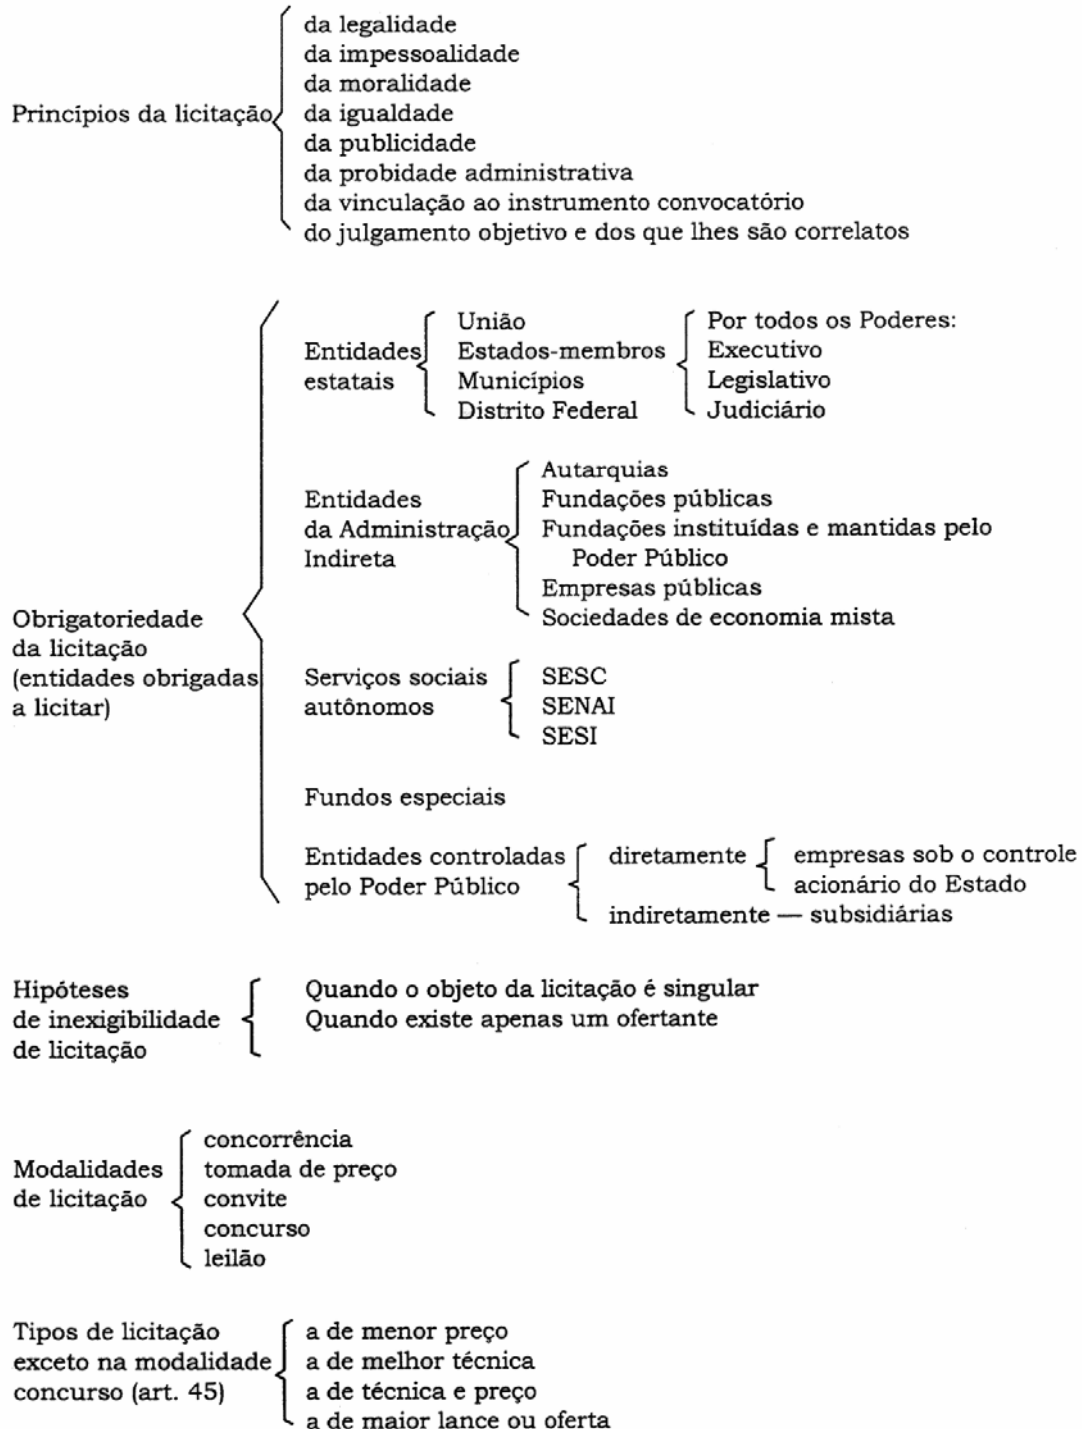 da legalidade
da impessoalidade
da moralidade
Princípios da licitação
da igualdade
da publicidade
da probidade administrativa
da vinculação ao instrumento convocatório
do julgamento objetivo e dos que lhes são correlatos
Obrigatoriedade
da licitação
(entidades obrigadas
a licitar)
Entidades
estatais
União
Estados-membros
Municípios
Distrito Federal
Por todos os Poderes:
Executivo
Legislativo
Judiciário
Entidades
da Administração
Indireta
Autarquias
Fundações públicas
Fundações instituídas e mantidas pelo
Poder Público
Empresas públicas
Sociedades de economia mista
Serviços sociais
autônomos
SESC
SENAI
SESI
Fundos especiais
Entidades controladas
pelo Poder Público
diretamente
empresas sob o controle
acionário do Estado
indiretamente — subsidiárias
Hipóteses
de inexigibilidade
de licitação
Quando o objeto da licitação é singular
Quando existe apenas um ofertante
Modalidades
de licitação
concorrência
tomada de preço
convite
concurso
leilão
Tipos de licitação
exceto na modalidade
concurso (art. 45)
a de menor preço
a de melhor técnica
a de técnica e preço
a de maior lance ou oferta